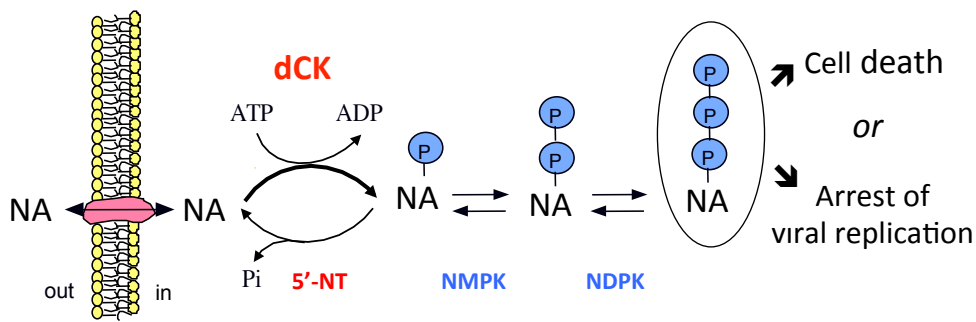 dCK
ATP
ADP
NA
NA
out
in
Pi
5'-NT
P
NA
NMPK
P
P
NA
NDPK
P
P
P
NA
Cell death
or
Arrest of
viral replication